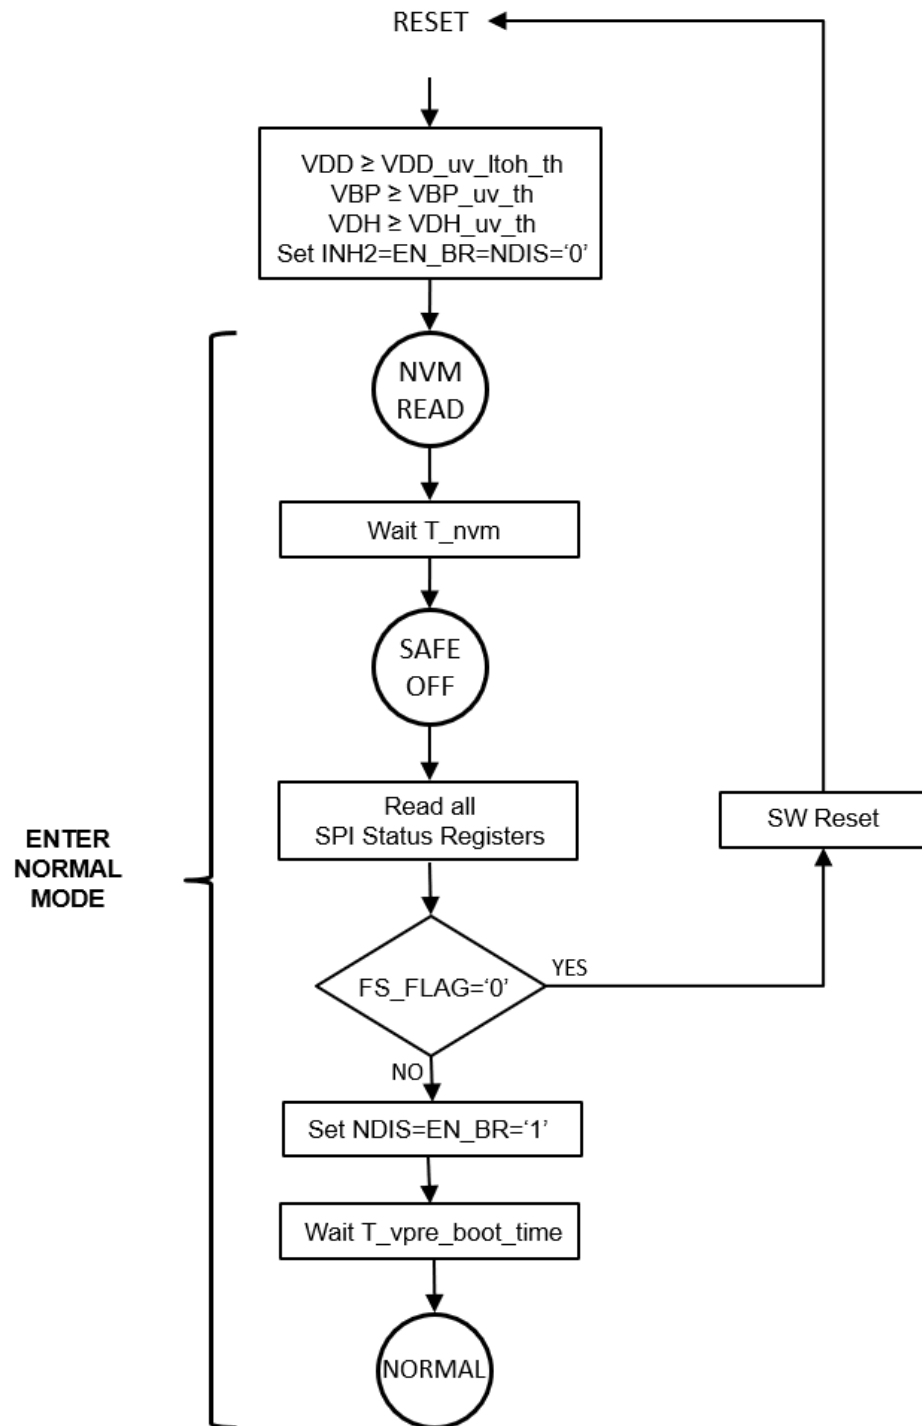 RESET
VDD ≥ VDD_uv_ltoh_th
VBP ≥ VBP_uv_th
VDH ≥ VDH_uv_th
Set INH2=EN_BR=NDIS=‘0’
NVM
READ
Wait T_nvm
SAFE
OFF
Read all
SPI Status Registers
SW Reset
ENTER
NORMAL
MODE
FS_FLAG=‘0’
YES
NO
Set NDIS=EN_BR=‘1’
Wait T_vpre_boot_time
NORMAL